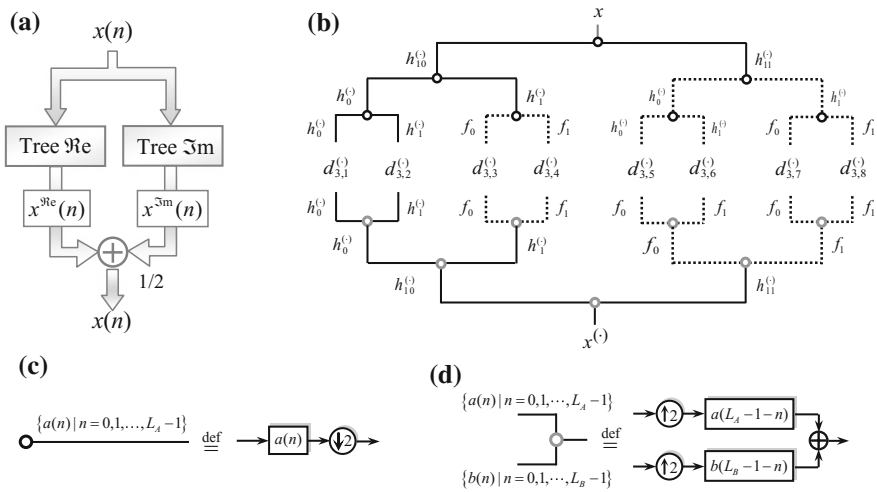 (a)
x(n)
Tree ℜe
Tree ℑm
x^ℜe(n)
x^ℑm(n)
1/2
x(n)
(b)
x
h_10^(·)
h_11^(·)
h_0^(·) h_1^(·) h_0^(·) h_1^(·)
h_0^(·) h_1^(·) f_0 f_1 h_0^(·) h_1^(·) f_0 f_1
d_3,1^(·) d_3,2^(·) d_3,3^(·) d_3,4^(·) d_3,5^(·) d_3,6^(·) d_3,7^(·) d_3,8^(·)
h_0^(·) h_1^(·) f_0 f_1 f_0 f_1 f_0 f_1
h_0^(·) h_1^(·) f_0 f_1
h_10^(·) h_11^(·)
x^(·)
(c)
{a(n) | n = 0,1,…,L_A −1}
def
=
a(n)
↓2
(d)
{a(n) | n = 0,1,⋯,L_A −1}
{b(n) | n = 0,1,⋯,L_B −1}
def
=
↑2
a(L_A −1−n)
↑2
b(L_B −1−n)